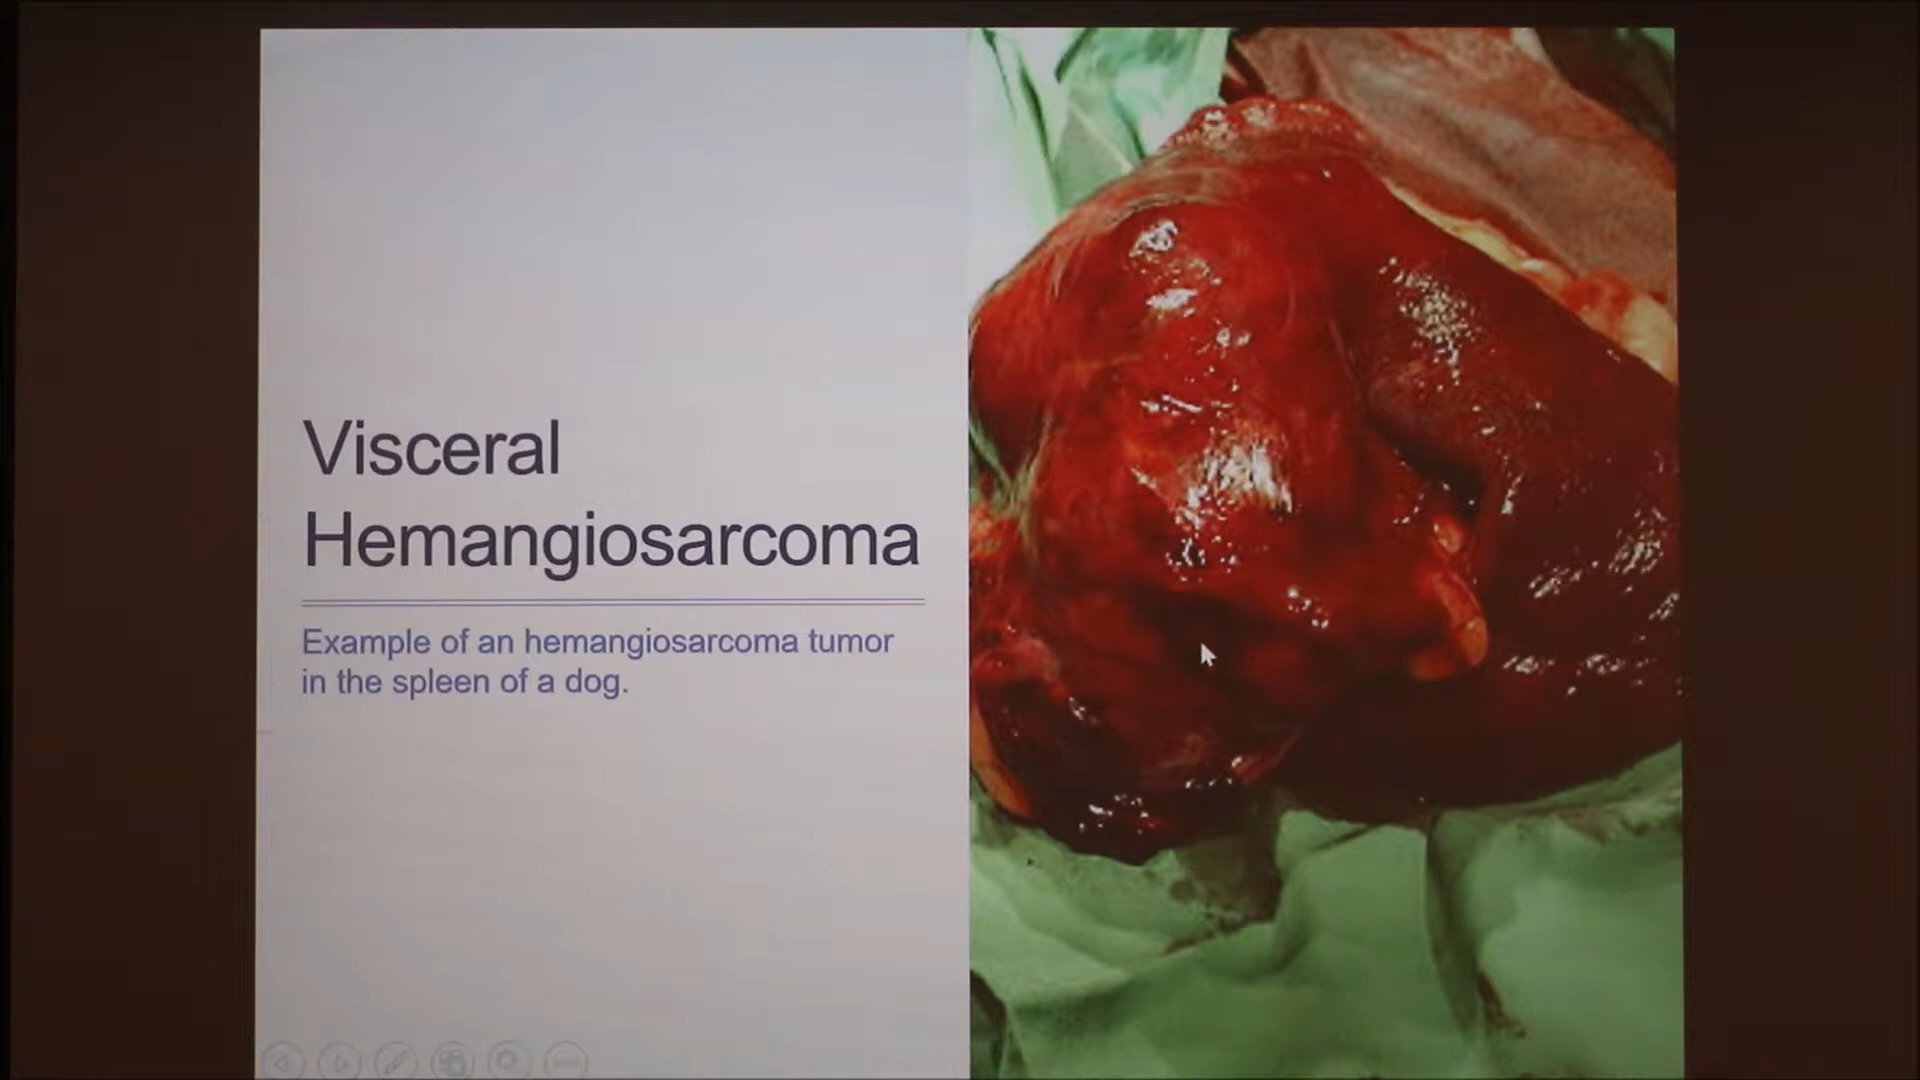 Visceral
Hemangiosarcoma
Example of an hemangiosarcoma tumor
in the spleen of a dog.